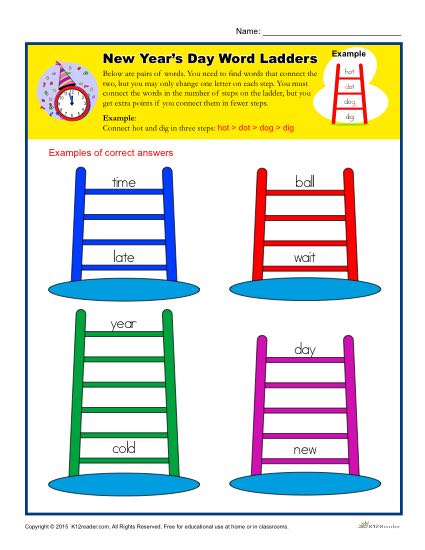 Name:
New Year's Day Word Ladders
Below are pairs of words. You need to find words that connect the
two, but you may only change one letter on each step. You must
connect the words in the number of steps on the ladder, but you
get extra points if you connect them in fewer steps.
Example:
Connect hot and dig in three steps: hot > dot > dog > dig
Example
hot
dot
dog
dig
Examples of correct answers
time
late
ball
wait
year
cold
day
new
Copyright © 2015 K12reader.com. All Rights Reserved. Free for educational use at home or in classrooms.
K12Reader